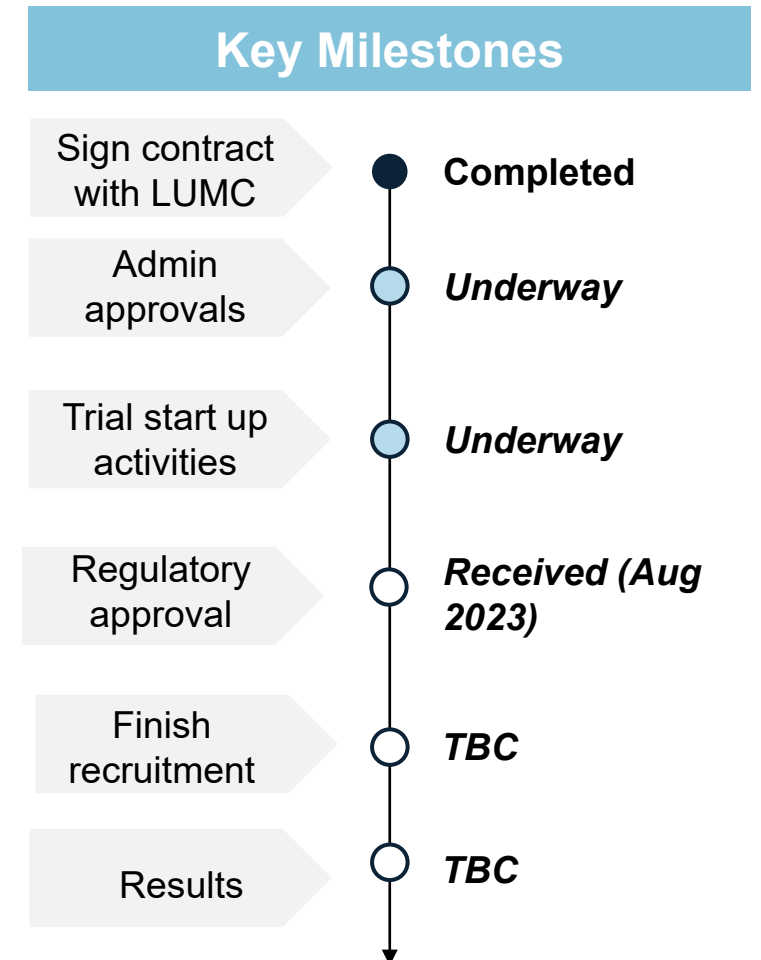 Key Milestones
Sign contract
with LUMC
Completed
Admin
approvals
Underway
Trial start up
activities
Underway
Regulatory
approval
Received (Aug
2023)
Finish
recruitment
TBC
Results
TBC